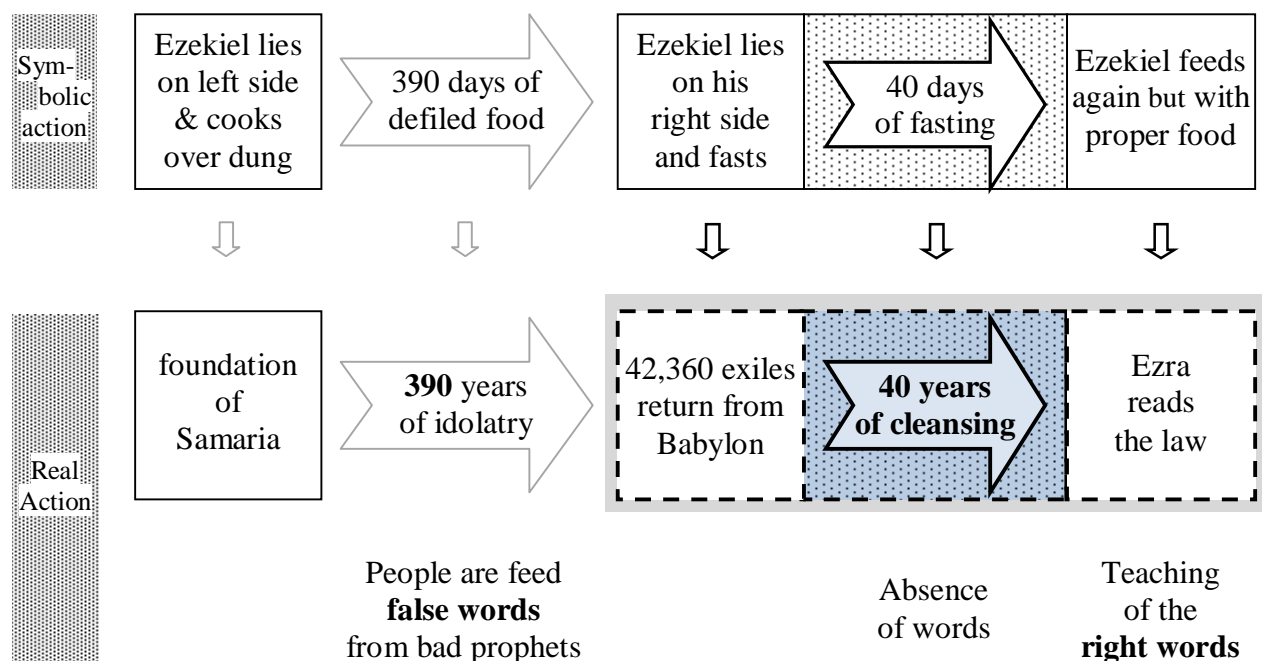 Sym-
bolic
action
Ezekiel lies
on left side
& cooks
over dung
390 days of
defiled food
Ezekiel lies
on his
right side
and fasts
40 days
of fasting
Ezekiel feeds
again but with
proper food
Real
Action
foundation
of
Samaria
390 years
of idolatry
42,360 exiles
return from
Babylon
40 years
of cleansing
Ezra
reads
the law
People are feed
false words
from bad prophets
Absence
of words
Teaching
of the
right words